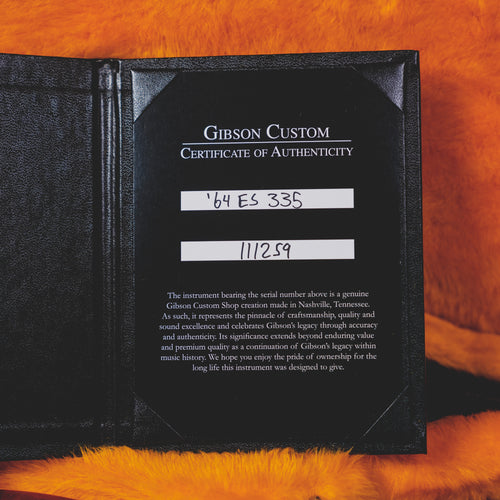 GIBSON CUSTOM
CERTIFICATE OF AUTHENTICITY
'64 ES 335
111259
The instrument bearing the serial number above is a genuine
Gibson Custom Shop creation made in Nashville, Tennessee.
As such, it represents the pinnacle of craftsmanship, quality and
sound excellence and celebrates Gibson's legacy through accuracy
and authenticity. Its significance extends beyond enduring value
and premium quality as a continuation of Gibson's legacy within
music history. We hope you enjoy the pride of ownership for the
long life this instrument was designed to give.